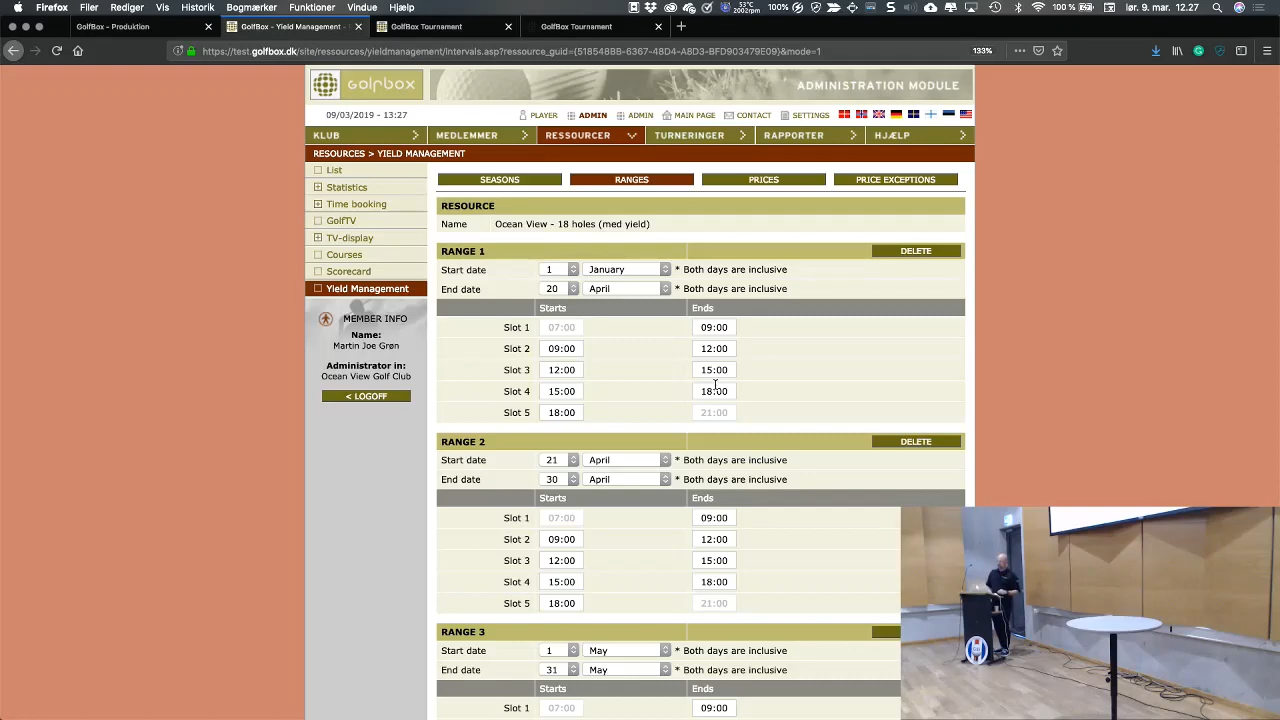 Firefox Arkiv Rediger Vis Historik Bogmærker Værktøjer Vindue Hjælp 53°C 100% lør. 9. mar. 12.27
GolfBox - Produktion GolfBox - Yield Management - GolfBox Tournament GolfBox Tournament
https://test.golfbox.dk/site/ressources/yieldmanagement/intervals.asp?ressource_guid={518548BB-6367-48D4-A8D3-BFD903479E09}&mode=1 133%
GOLFBOX ADMINISTRATION MODULE
09/03/2019 - 13:27 PLAYER ADMIN ADMIN MAIN PAGE CONTACT SETTINGS
KLUB MEDLEMMER RESSOURCER TURNERINGER RAPPORTER HJÆLP
RESOURCES > YIELD MANAGEMENT
List
Statistics
Time booking
GolfTV
TV-display
Courses
Scorecard
Yield Management
MEMBER INFO
Name:
Martin Joe Grøn
Administrator in:
Ocean View Golf Club
< LOGOFF
SEASONS RANGES PRICES PRICE EXCEPTIONS
RESOURCE
Name Ocean View - 18 holes (med yield)
RANGE 1 DELETE
Start date 1 January * Both days are inclusive
End date 20 April * Both days are inclusive
Starts Ends
Slot 1 07:00 09:00
Slot 2 09:00 12:00
Slot 3 12:00 15:00
Slot 4 15:00 18:00
Slot 5 18:00 21:00
RANGE 2 DELETE
Start date 21 April * Both days are inclusive
End date 30 April * Both days are inclusive
Starts Ends
Slot 1 07:00 09:00
Slot 2 09:00 12:00
Slot 3 12:00 15:00
Slot 4 15:00 18:00
Slot 5 18:00 21:00
RANGE 3
Start date 1 May * Both days are inclusive
End date 31 May * Both days are inclusive
Starts Ends
Slot 1 07:00 09:00